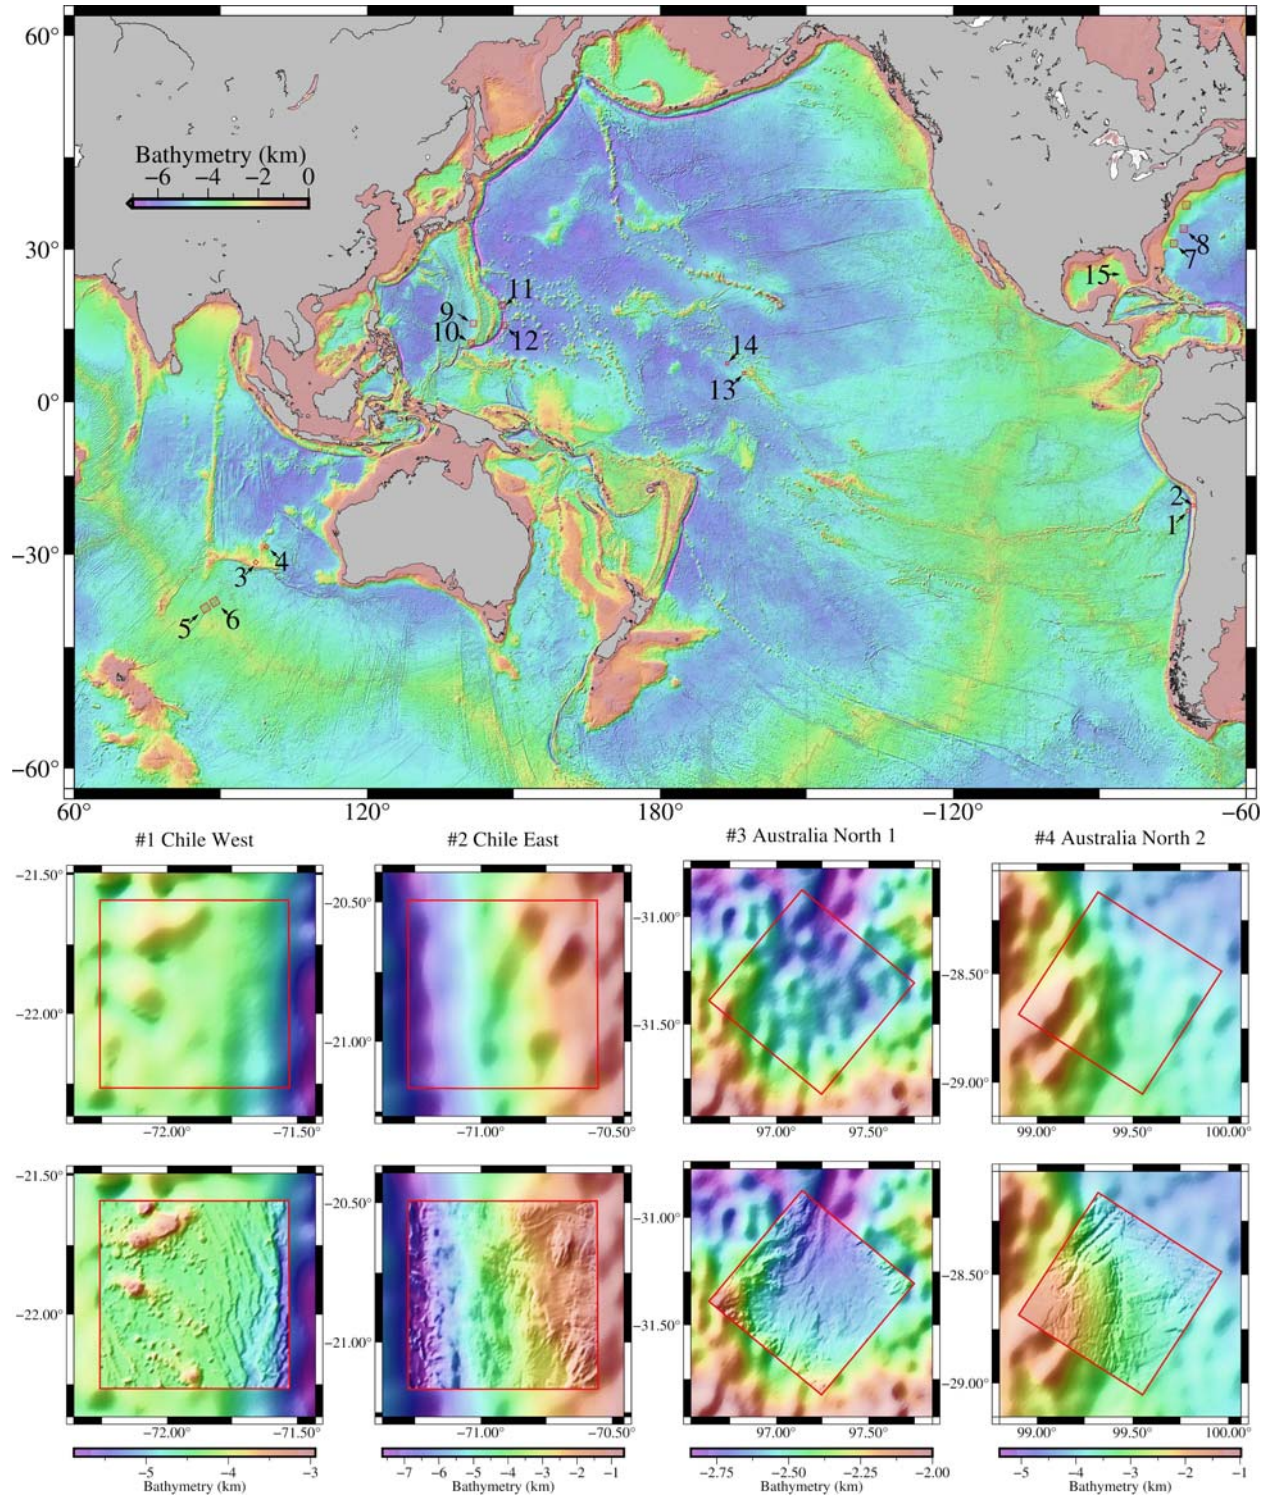 60°
Bathymetry (km)
−6 −4 −2 0
30°
8
7
15
11
9
10
12
14
13
0°
2
1
−30°
4
3
5
6
−60°
60° 120° 180° −120° −60°
#1 Chile West #2 Chile East #3 Australia North 1 #4 Australia North 2
−21.50° −20.50° −31.00° −28.50°
−22.00° −21.00° −31.50° −29.00°
−72.00° −71.50° −71.00° −70.50° 97.00° 97.50° 99.00° 99.50° 100.00°
−21.50° −20.50° −31.00° −28.50°
−22.00° −21.00° −31.50° −29.00°
−72.00° −71.50° −71.00° −70.50° 97.00° 97.50° 99.00° 99.50° 100.00°
−5 −4 −3 −7 −6 −5 −4 −3 −2 −1 −2.75 −2.50 −2.25 −2.00 −5 −4 −3 −2 −1
Bathymetry (km) Bathymetry (km) Bathymetry (km) Bathymetry (km)